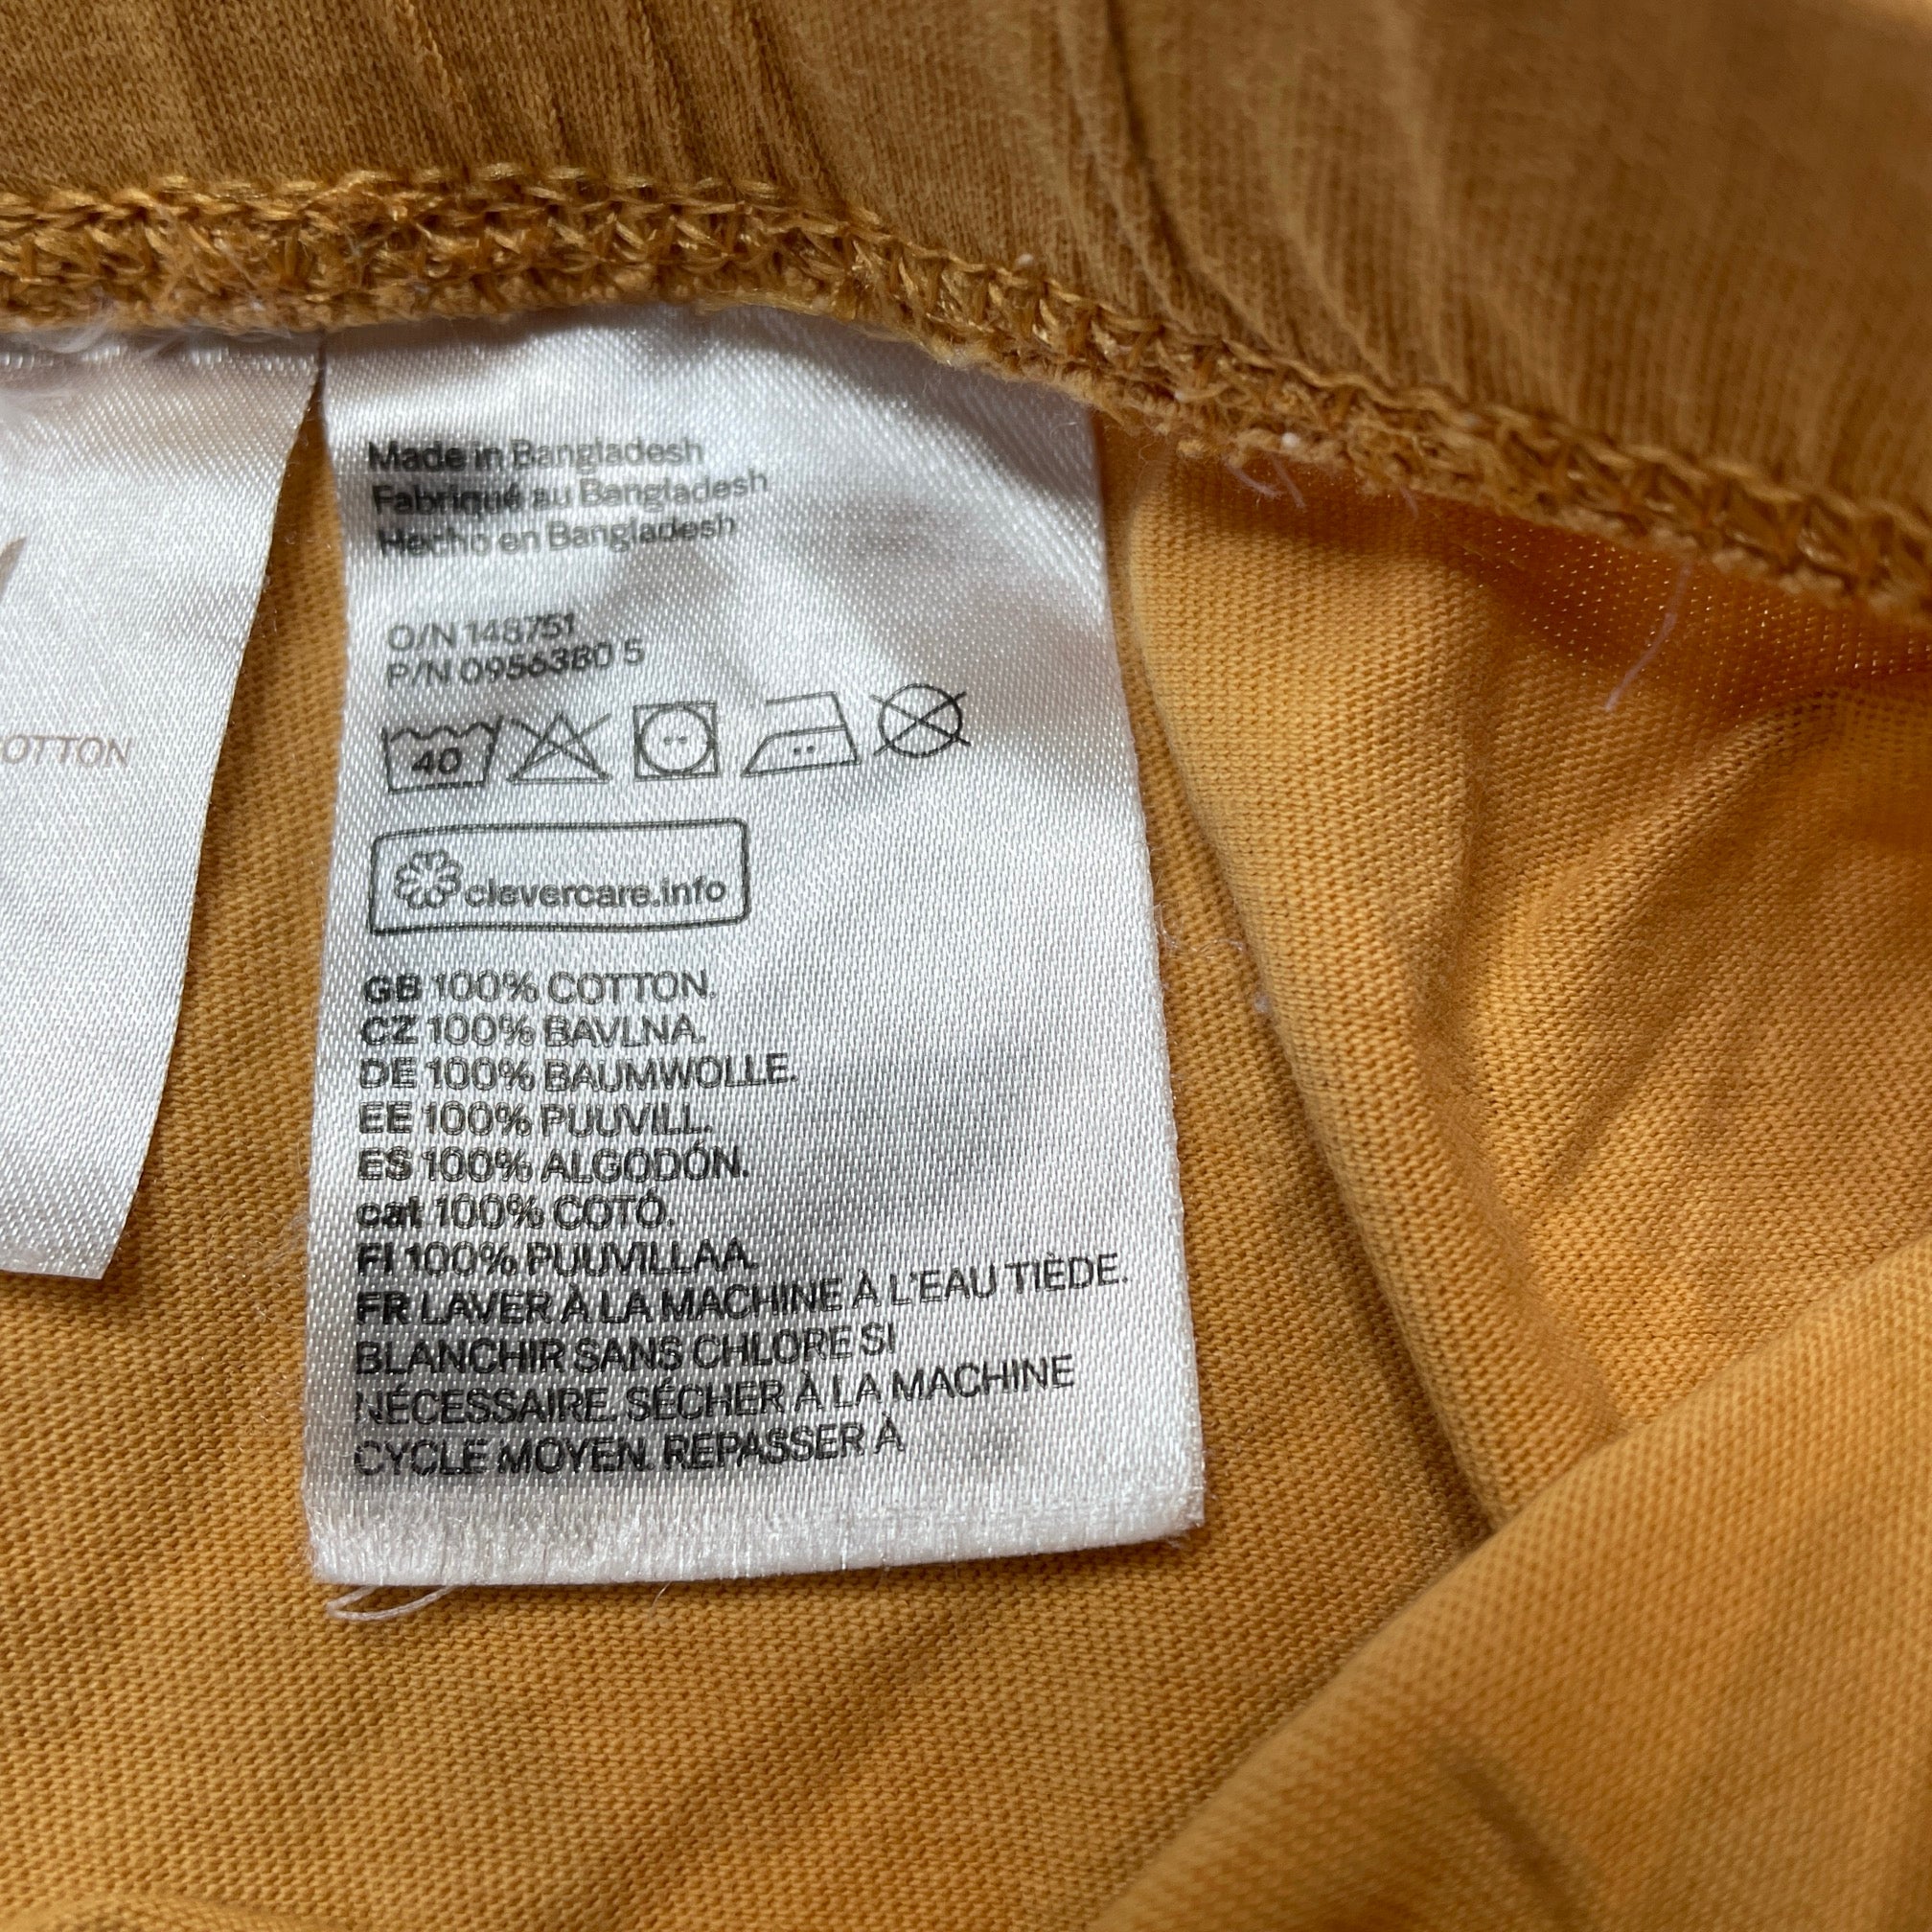 Made in Bangladesh
Fabriqué au Bangladesh
Hecho en Bangladesh
O/N 148751
P/N 0956380 5
40
clevercare.info
GB 100% COTTON.
CZ 100% BAVLNA.
DE 100% BAUMWOLLE.
EE 100% PUUVILL.
ES 100% ALGODÓN.
cat 100% COTÓ.
FI 100% PUUVILLAA.
FR LAVER À LA MACHINE À L'EAU TIÈDE.
BLANCHIR SANS CHLORE SI
NÉCESSAIRE. SÉCHER À LA MACHINE
CYCLE MOYEN. REPASSER À
OTTON